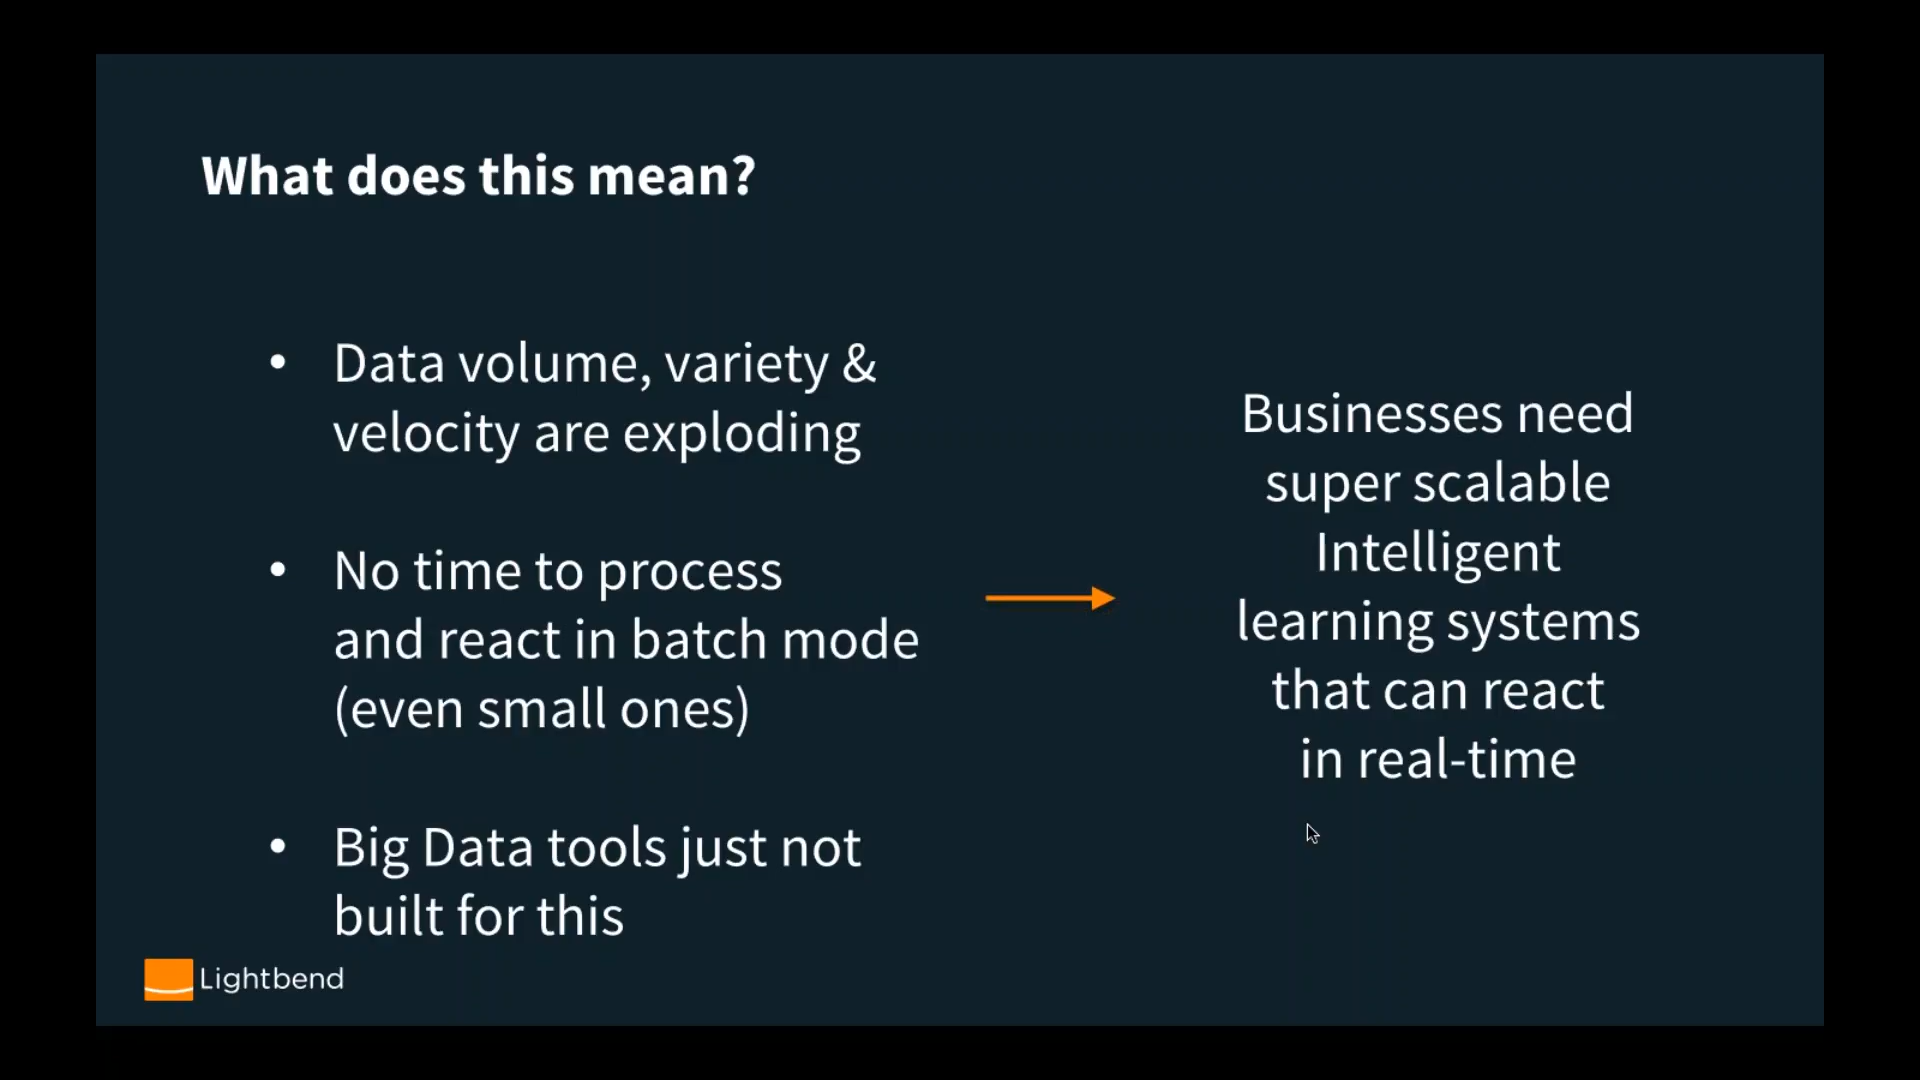 What does this mean?
• Data volume, variety &
velocity are exploding
• No time to process
and react in batch mode
(even small ones)
• Big Data tools just not
built for this
Businesses need
super scalable
Intelligent
learning systems
that can react
in real-time
Lightbend